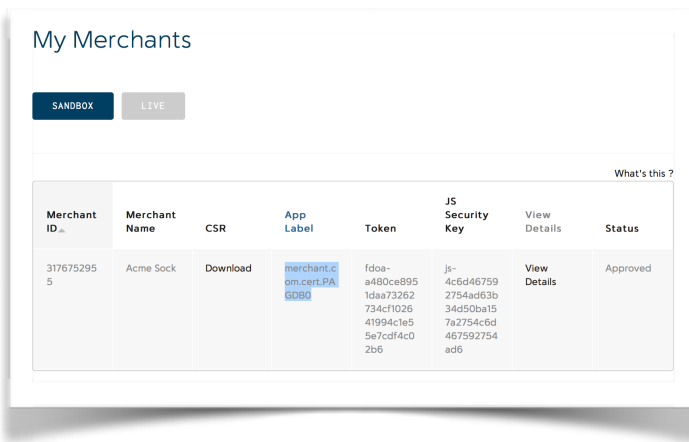 My Merchants
SANDBOX
LIVE
What's this ?
Merchant ID
Merchant Name
CSR
App Label
Token
JS Security Key
View Details
Status
317675295
5
Acme Sock
Download
merchant.c
om.cert.PA
GDB0
fdoa-
a480ce895
1daa73262
734cf1026
41994c1e5
5e7cdf4c0
2b6
js-
4c6d46759
2754ad63b
34d50ba15
7a2754c6d
467592754
ad6
View
Details
Approved